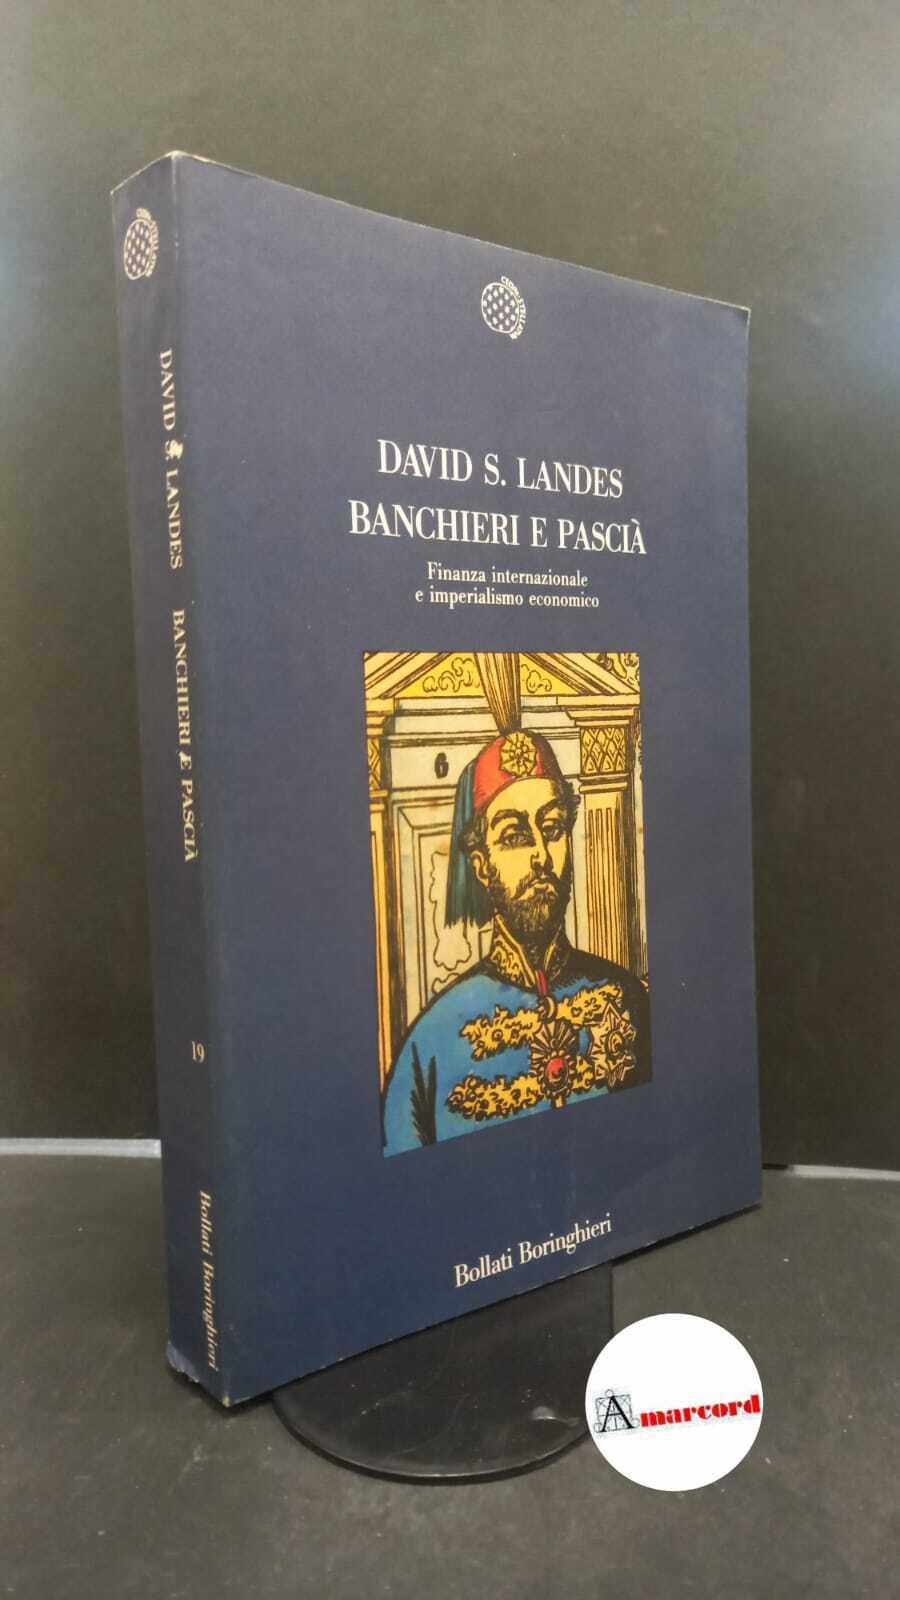 DAVID S. LANDES
BANCHIERI E PASCIÀ
Finanza internazionale
e imperialismo economico
6
Bollati Boringhieri
DAVID S. LANDES BANCHIERI E PASCIÀ
19
Bollati Boringhieri
Amarcord